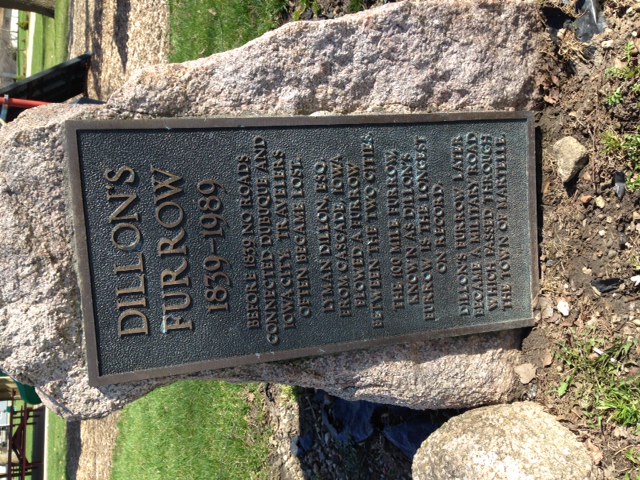 DILLON'S
FURROW
1839-1989
BEFORE 1839 NO ROADS
CONNECTED DUBUQUE AND
IOWA CITY. TRAVELERS
OFTEN BECAME LOST.
LYMAN DILLON, ESQ.
FROM CASCADE, IOWA
PLOWED A FURROW
BETWEEN THE TWO CITIES.
THE 100 MILE FURROW,
KNOWN AS DILLON'S
FURROW IS THE LONGEST
ON RECORD.
DILLON'S FURROW LATER
BECAME A MILITARY ROAD
WHICH PASSED THROUGH
THE TOWN OF MARTELLE.